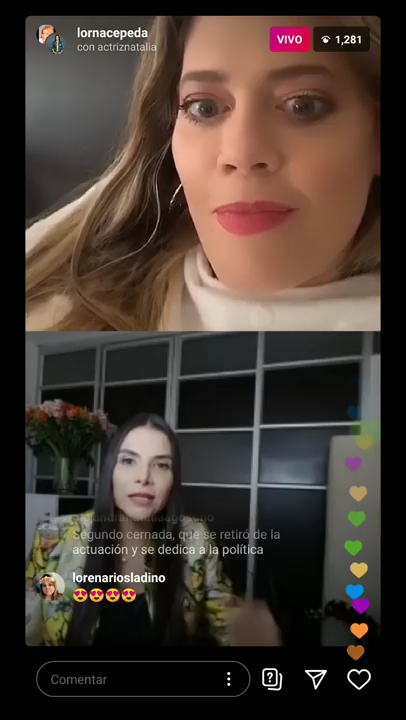 lornacepeda
con actriznatalia
VIVO
1,281
Segundo cernada, que se retiró de la
actuación y se dedica a la política
lorenariosladino
😍😍😍😍
Comentar